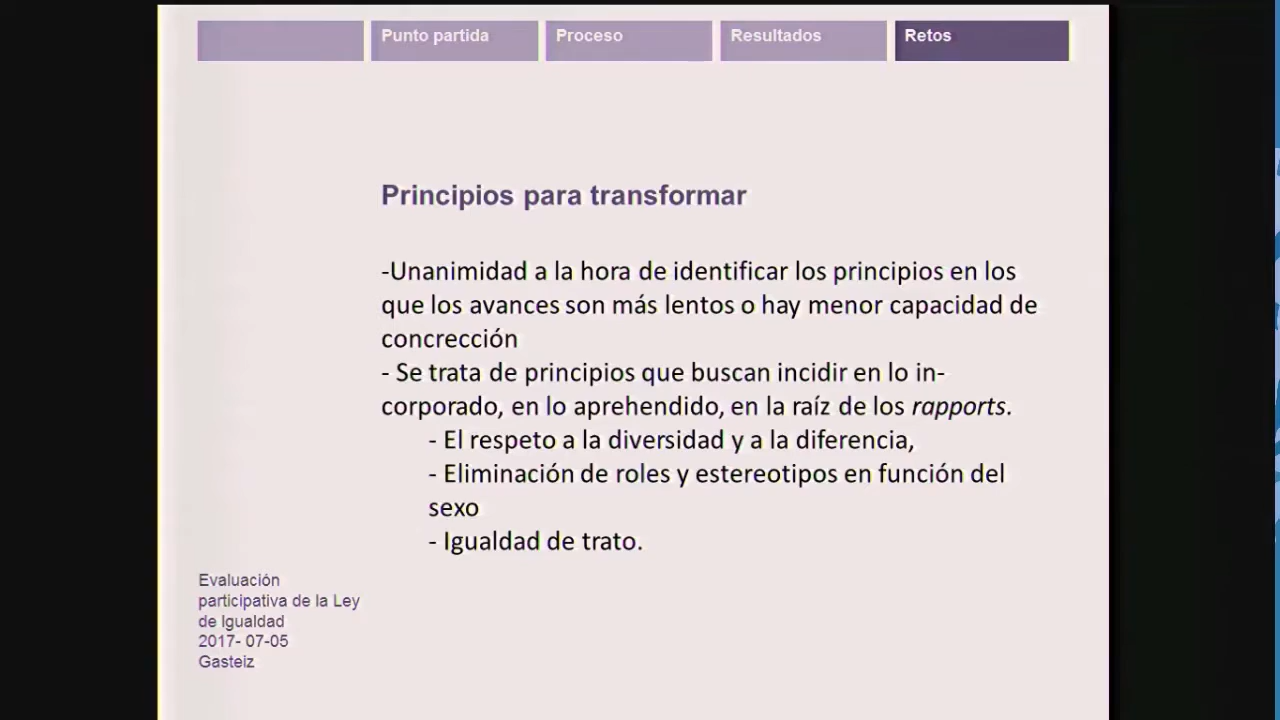 Punto partida
Proceso
Resultados
Retos
Principios para transformar
-Unanimidad a la hora de identificar los principios en los
que los avances son más lentos o hay menor capacidad de
concrección
- Se trata de principios que buscan incidir en lo in-
corporado, en lo aprehendido, en la raíz de los rapports.
- El respeto a la diversidad y a la diferencia,
- Eliminación de roles y estereotipos en función del
sexo
- Igualdad de trato.
Evaluación
participativa de la Ley
de Igualdad
2017- 07-05
Gasteiz